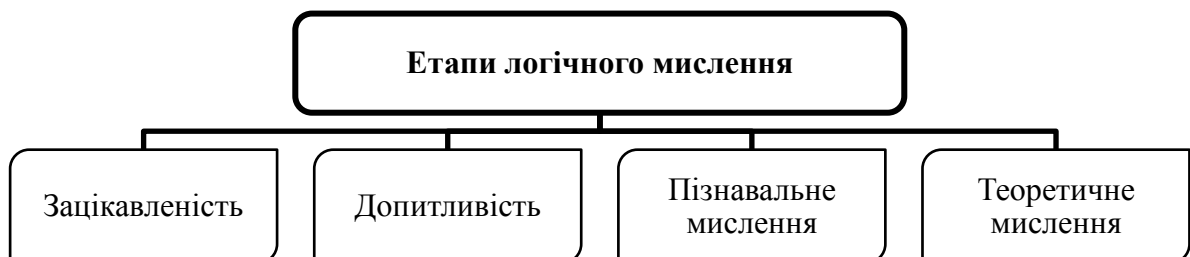 Етапи логічного мислення
Зацікавленість
Допитливість
Пізнавальне
мислення
Теоретичне
мислення